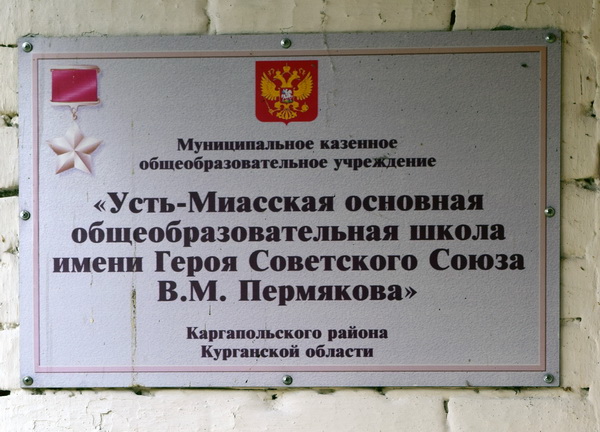 Муниципальное казенное
общеобразовательное учреждение
«Усть-Миасская основная
общеобразовательная школа
имени Героя Советского Союза
В.М. Пермякова»
Каргапольского района
Курганской области